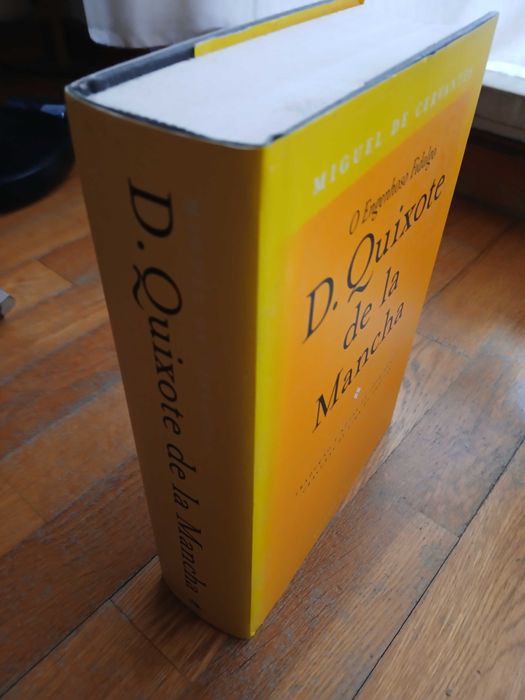 D. Quixote de la Mancha
MIGUEL DE CERVANTES
O Engenhoso Fidalgo
D. Quixote
de la
Mancha